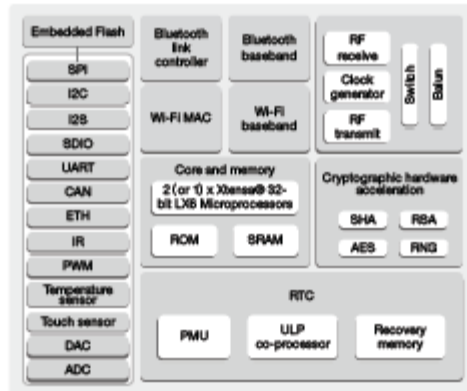 Embedded Flash
SPI
I2C
I2S
SDIO
UART
CAN
ETH
IR
PWM
Temperature
sensor
Touch sensor
DAC
ADC
Bluetooth
link
controller
Bluetooth
baseband
Wi-Fi MAC
Wi-Fi
baseband
RF
receive
Clock
generator
RF
transmit
Switch
Balun
Core and memory
2 (or 1) x Xtensa® 32-
bit LX6 Microprocessors
ROM
SRAM
Cryptographic hardware
acceleration
SHA
RSA
AES
RNG
RTC
PMU
ULP
co-processor
Recovery
memory